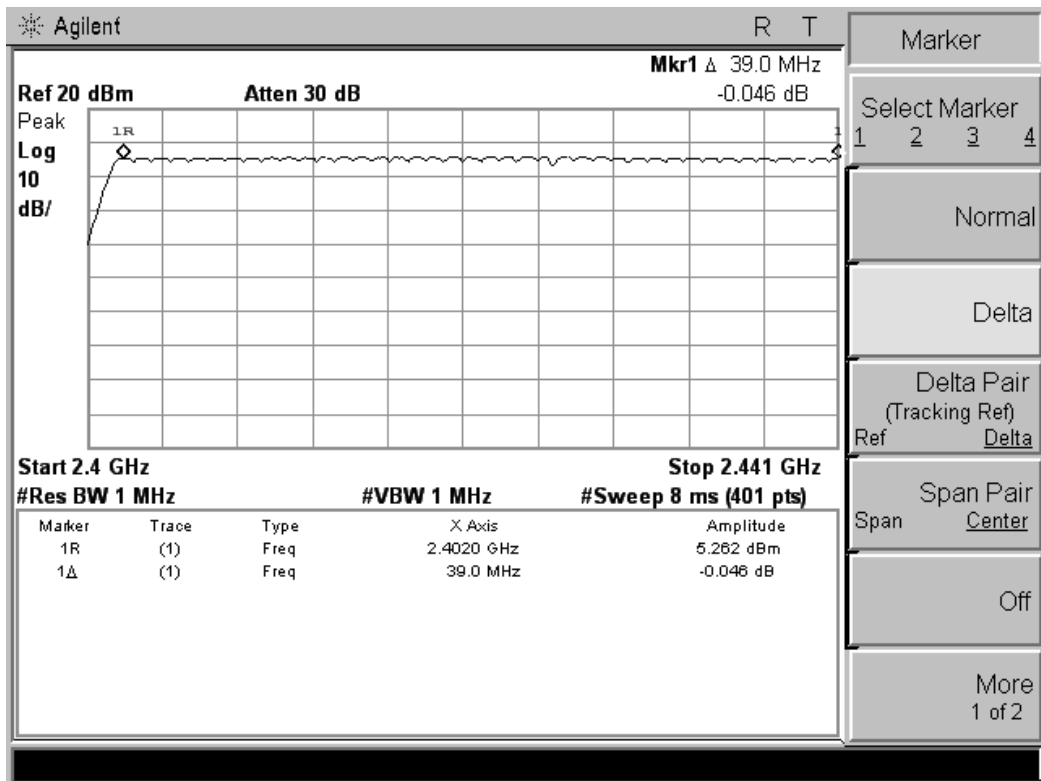 Agilent
R T
Mkr1 Δ 39.0 MHz
Ref 20 dBm Atten 30 dB -0.046 dB
Peak
Log
10
dB/
1R
1
Start 2.4 GHz Stop 2.441 GHz
#Res BW 1 MHz #VBW 1 MHz #Sweep 8 ms (401 pts)
Marker Trace Type X Axis Amplitude
1R (1) Freq 2.4020 GHz 5.262 dBm
1Δ (1) Freq 39.0 MHz -0.046 dB
Marker
Select Marker
1 2 3 4
Normal
Delta
Delta Pair
(Tracking Ref)
Ref Delta
Span Pair
Span Center
Off
More
1 of 2